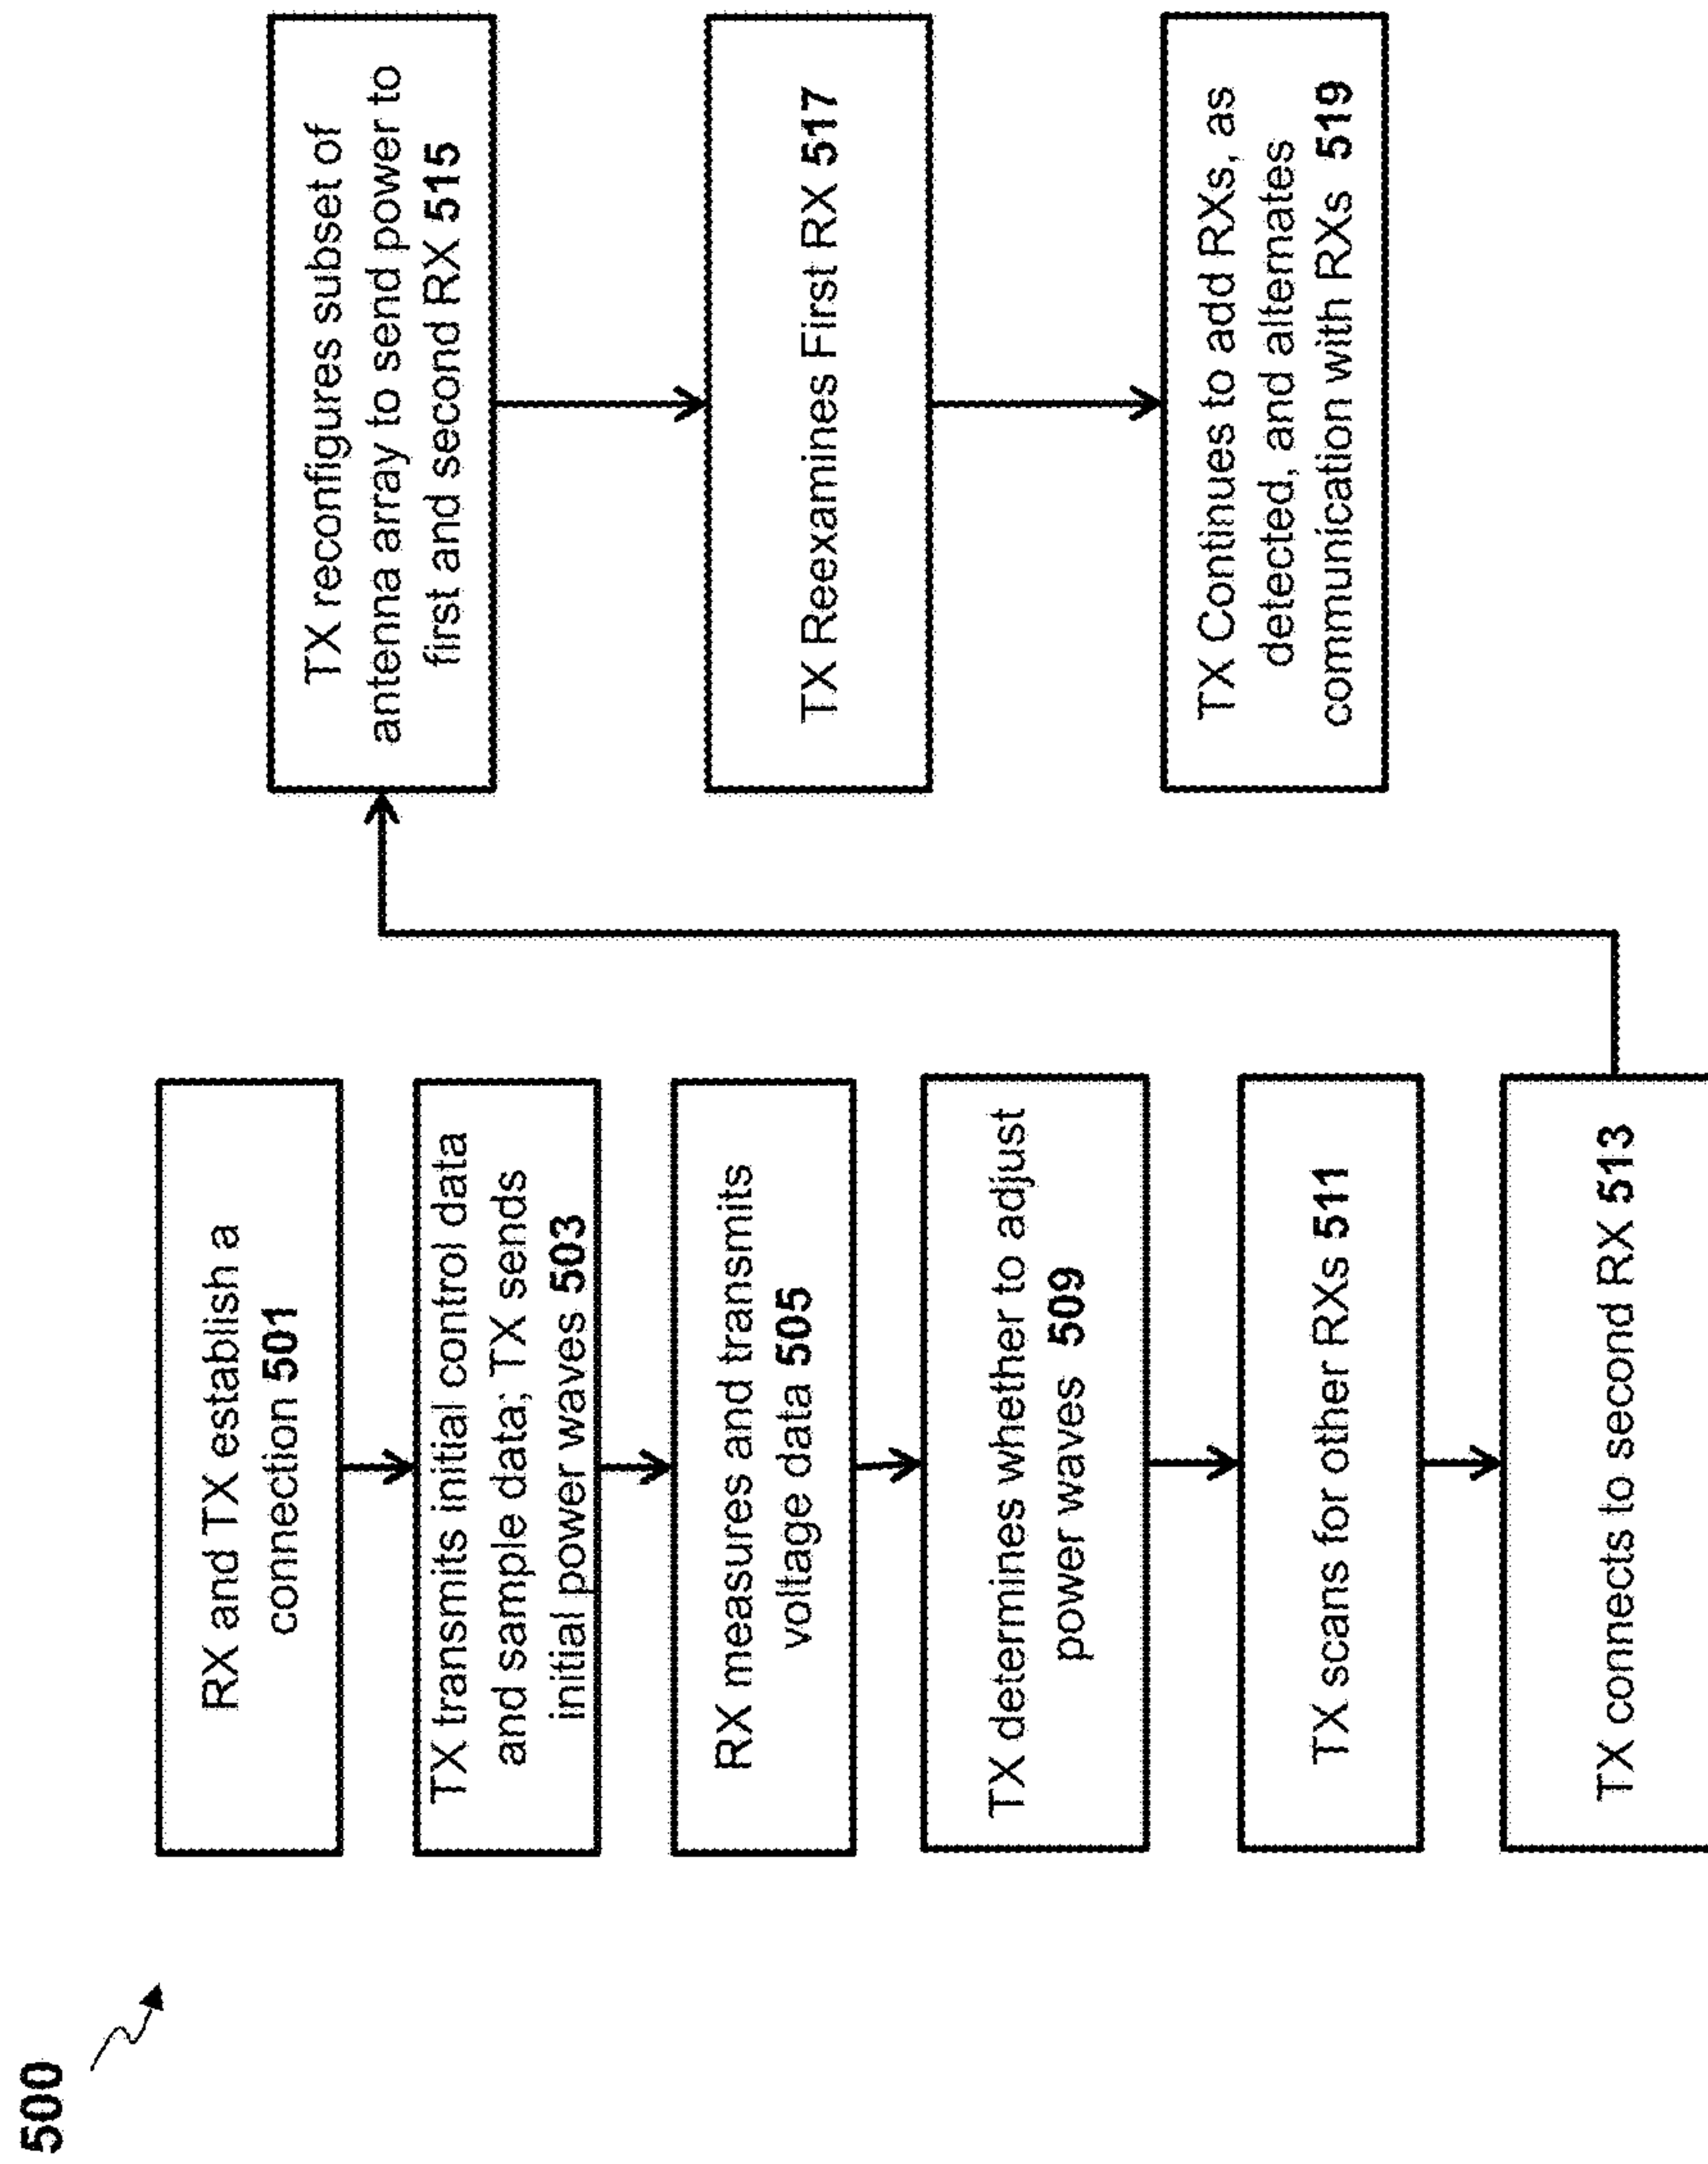 500
RX and TX establish a
connection 501
TX transmits initial control data
and sample data; TX sends
initial power waves 503
RX measures and transmits
voltage data 505
TX determines whether to adjust
power waves 509
TX scans for other RXs 511
TX connects to second RX 513
TX reconfigures subset of
antenna array to send power to
first and second RX 515
TX Reexamines First RX 517
TX Continues to add RXs, as
detected, and alternates
communication with RXs 519